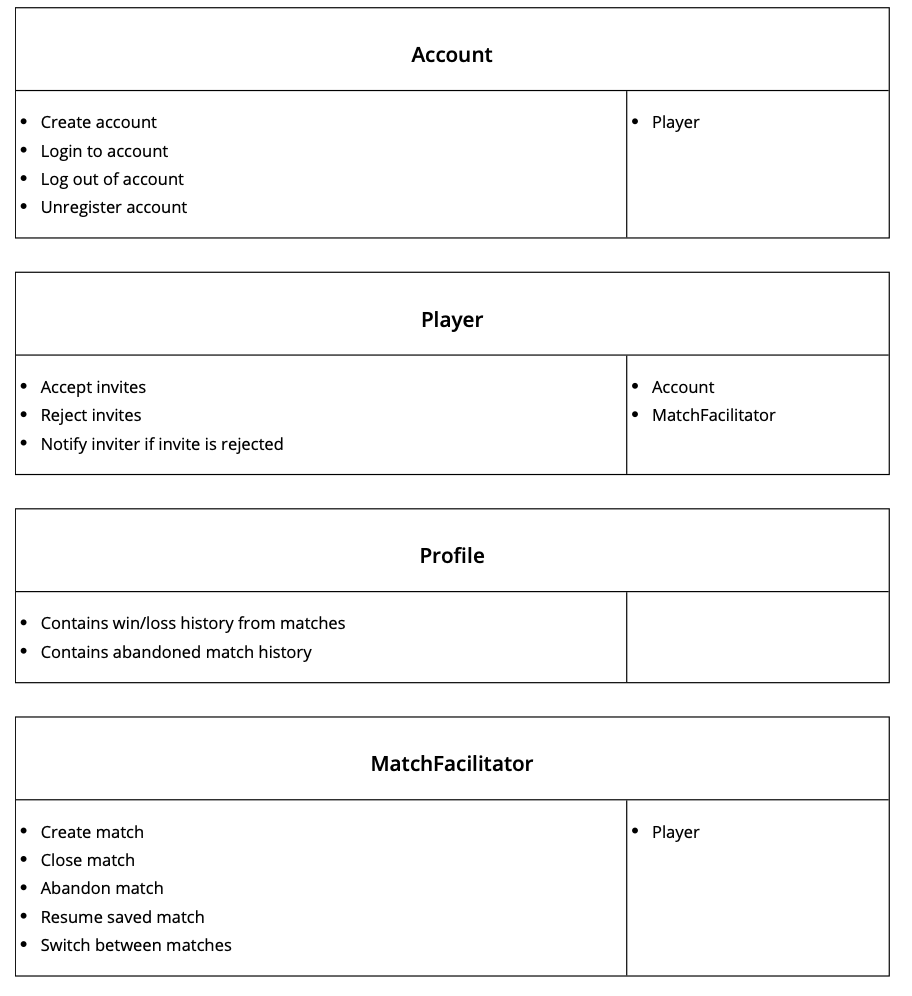 Account
• Create account
• Login to account
• Log out of account
• Unregister account
• Player
Player
• Accept invites
• Reject invites
• Notify inviter if invite is rejected
• Account
• MatchFacilitator
Profile
• Contains win/loss history from matches
• Contains abandoned match history
MatchFacilitator
• Create match
• Close match
• Abandon match
• Resume saved match
• Switch between matches
• Player